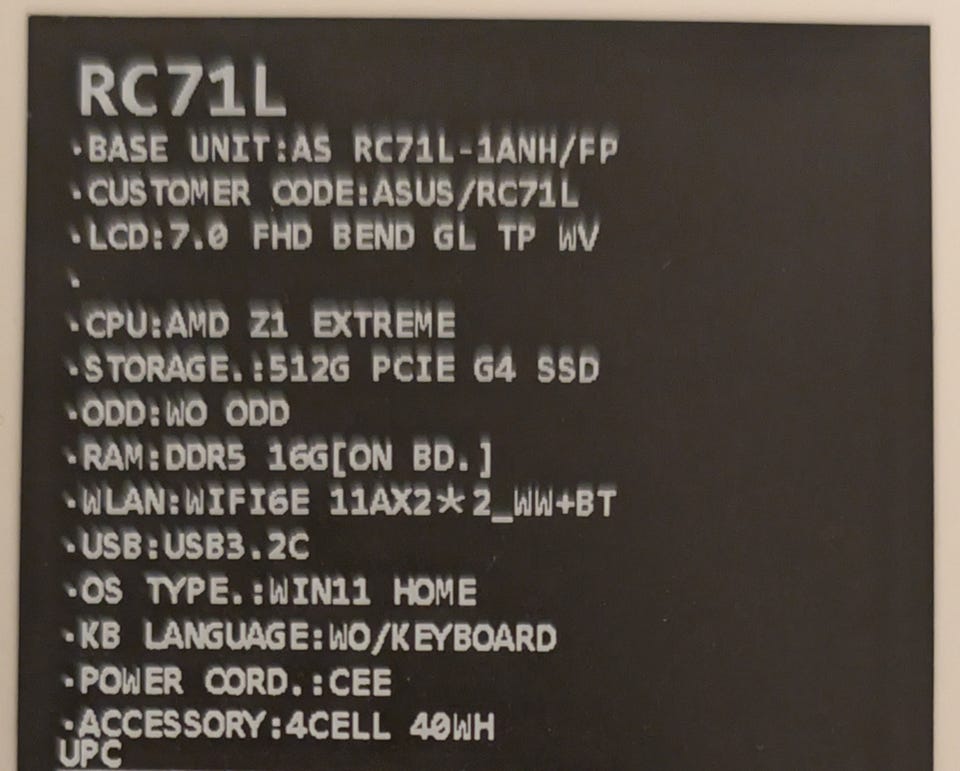 RC71L
·BASE UNIT:AS RC71L-1ANH/FP
·CUSTOMER CODE:ASUS/RC71L
·LCD:7.0 FHD BEND GL TP WV
·
·CPU:AMD Z1 EXTREME
·STORAGE.:512G PCIE G4 SSD
·ODD:WO ODD
·RAM:DDR5 16G[ON BD.]
·WLAN:WIFI6E 11AX2*2_WW+BT
·USB:USB3.2C
·OS TYPE.:WIN11 HOME
·KB LANGUAGE:WO/KEYBOARD
·POWER CORD.:CEE
·ACCESSORY:4CELL 40WH
UPC